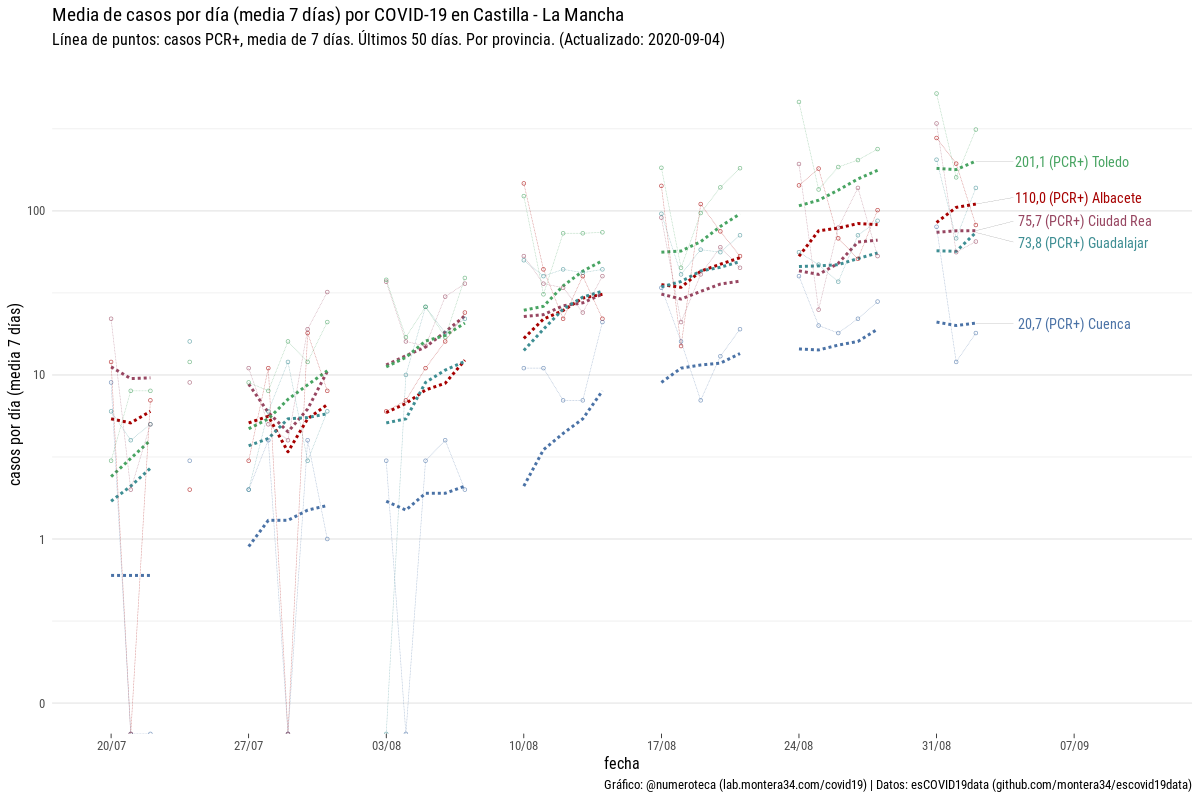 Media de casos por día (media 7 días) por COVID-19 en Castilla - La Mancha
Línea de puntos: casos PCR+, media de 7 días. Últimos 50 días. Por provincia. (Actualizado: 2020-09-04)
casos por día (media 7 días)
100
10
1
0
201,1 (PCR+) Toledo
110,0 (PCR+) Albacete
75,7 (PCR+) Ciudad Rea
73,8 (PCR+) Guadalajar
20,7 (PCR+) Cuenca
20/07 27/07 03/08 10/08 17/08 24/08 31/08 07/09
fecha
Gráfico: @numeroteca (lab.montera34.com/covid19) | Datos: esCOVID19data (github.com/montera34/escovid19data)